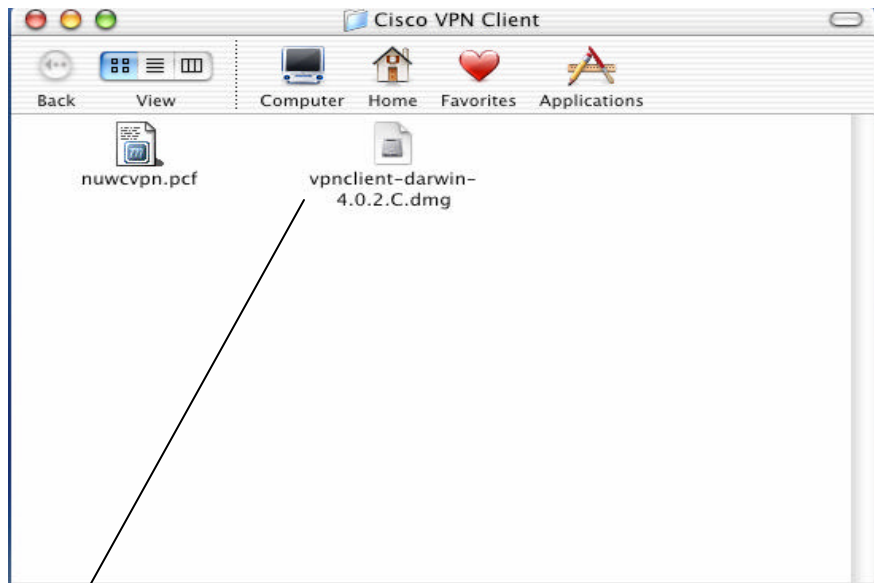 Cisco VPN Client
Back
View
Computer
Home
Favorites
Applications
nuwcvpn.pcf
vpnclient-darwin-
4.0.2.C.dmg